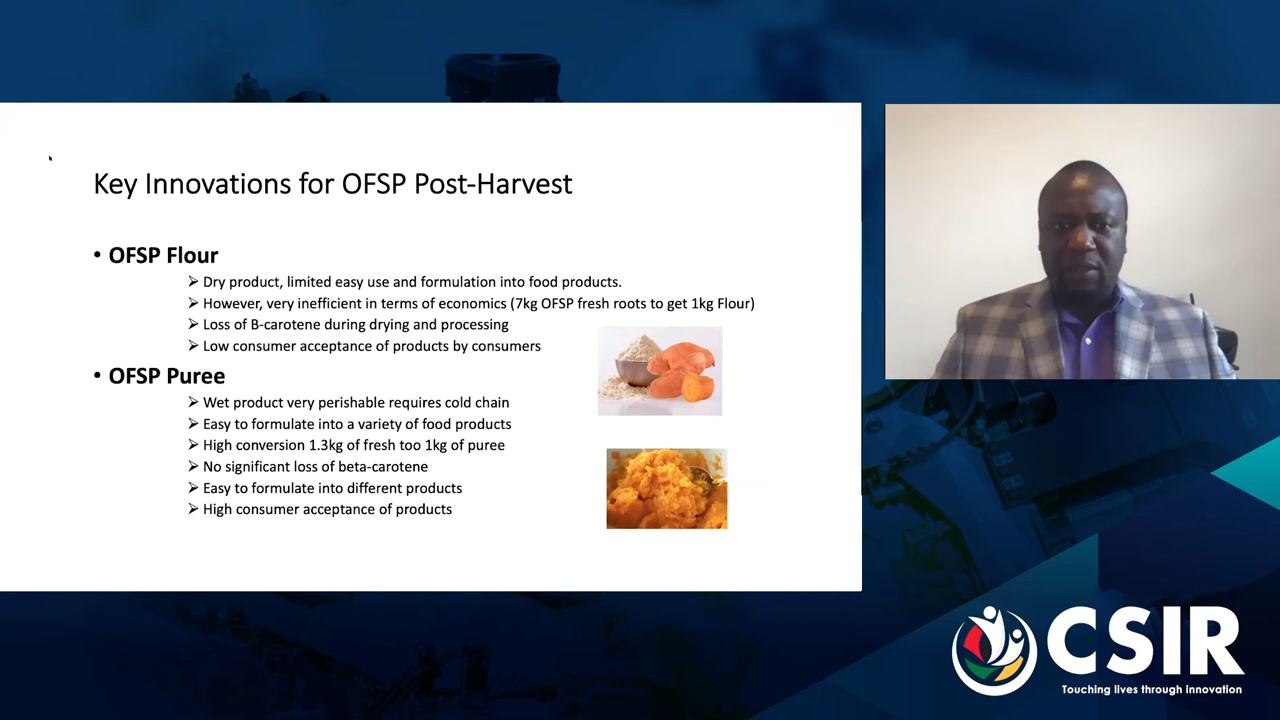 Key Innovations for OFSP Post-Harvest
• OFSP Flour
➢ Dry product, limited easy use and formulation into food products.
➢ However, very inefficient in terms of economics (7kg OFSP fresh roots to get 1kg Flour)
➢ Loss of B-carotene during drying and processing
➢ Low consumer acceptance of products by consumers
• OFSP Puree
➢ Wet product very perishable requires cold chain
➢ Easy to formulate into a variety of food products
➢ High conversion 1.3kg of fresh too 1kg of puree
➢ No significant loss of beta-carotene
➢ Easy to formulate into different products
➢ High consumer acceptance of products
CSIR
Touching lives through innovation